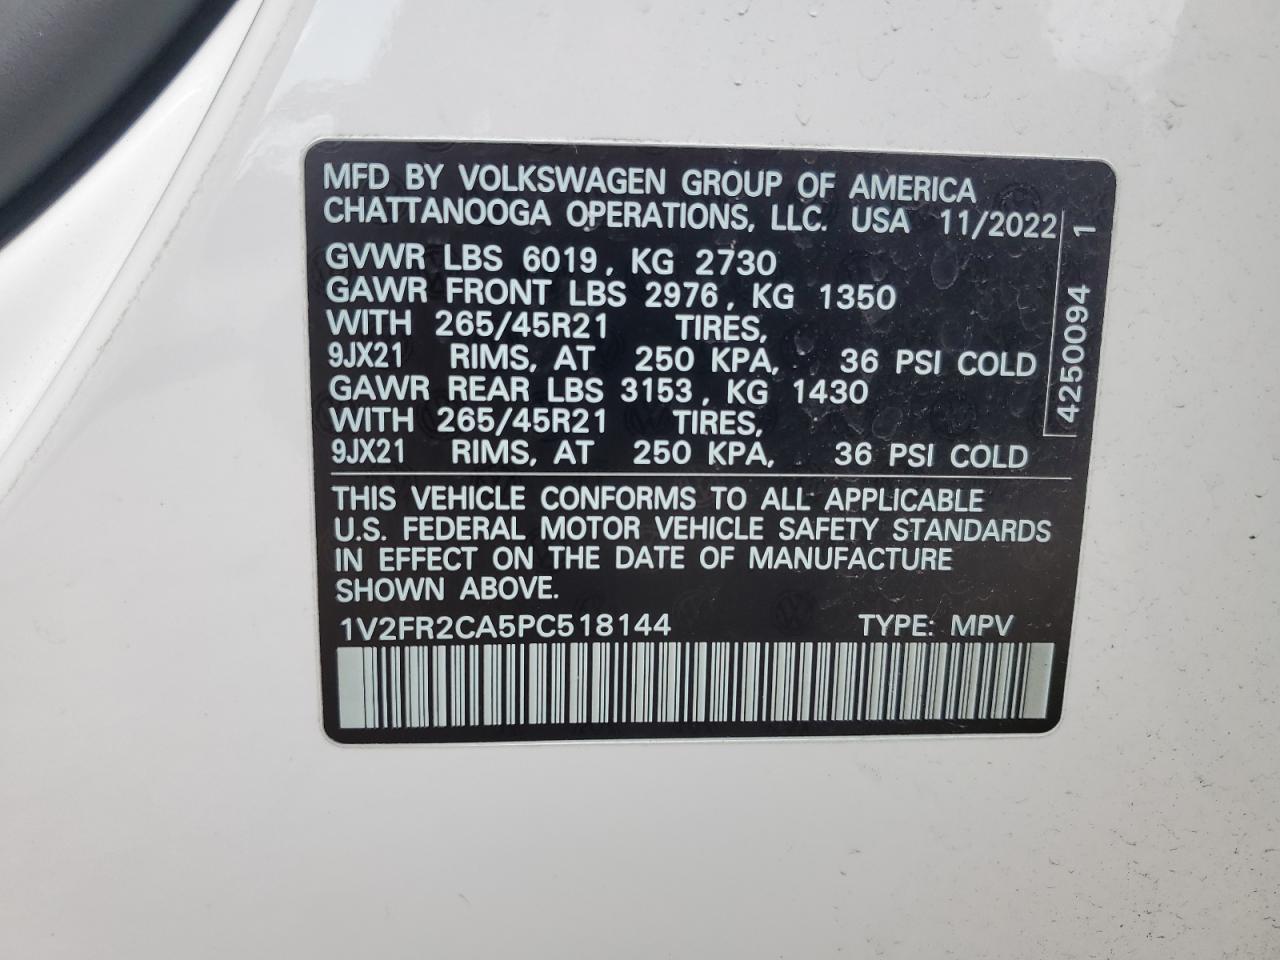 MFD BY VOLKSWAGEN GROUP OF AMERICA
CHATTANOOGA OPERATIONS, LLC. USA 11/2022
GVWR LBS 6019, KG 2730
GAWR FRONT LBS 2976, KG 1350
WITH 265/45R21 TIRES,
9JX21 RIMS, AT 250 KPA, 36 PSI COLD
GAWR REAR LBS 3153, KG 1430
WITH 265/45R21 TIRES,
9JX21 RIMS, AT 250 KPA, 36 PSI COLD
4250094 1
THIS VEHICLE CONFORMS TO ALL APPLICABLE
U.S. FEDERAL MOTOR VEHICLE SAFETY STANDARDS
IN EFFECT ON THE DATE OF MANUFACTURE
SHOWN ABOVE.
1V2FR2CA5PC518144 TYPE: MPV